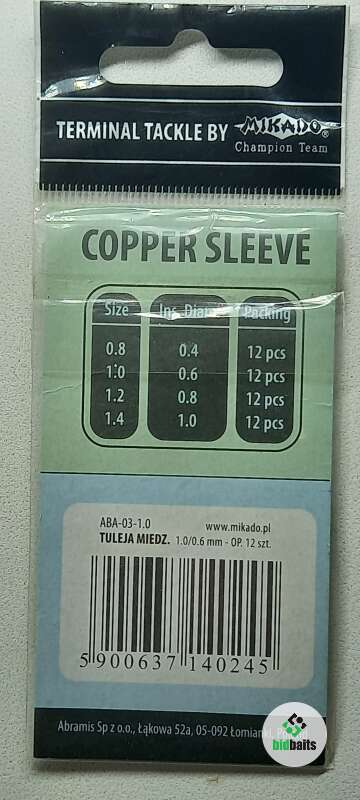 TERMINAL TACKLE BY MIKADO®
Champion Team
COPPER SLEEVE
Size Ins. Diam Packing
0.8 0.4 12 pcs
1.0 0.6 12 pcs
1.2 0.8 12 pcs
1.4 1.0 12 pcs
ABA-03-1.0 www.mikado.pl
TULEJA MIEDZ. 1.0/0.6 mm - OP. 12 szt.
5 900637 140245
Abramis Sp z o.o., Łąkowa 52a, 05-092 Łomianki,
bidbaits